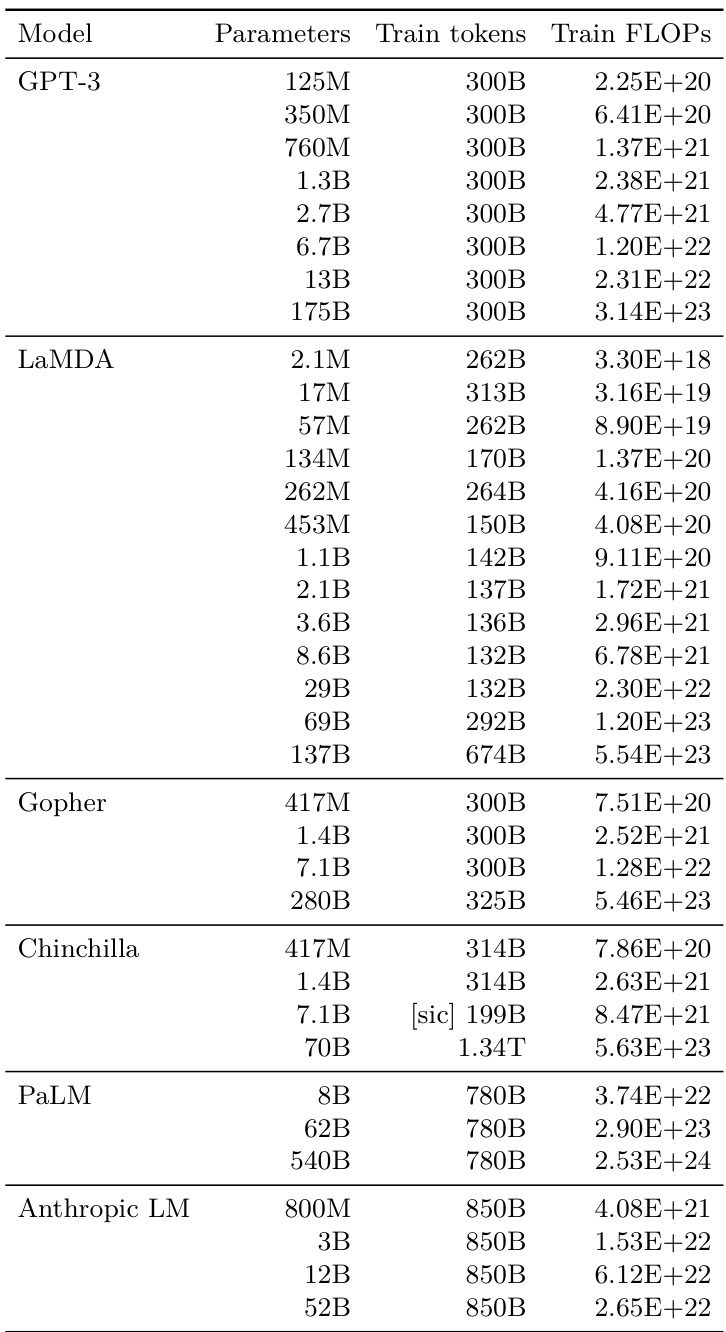 Model Parameters Train tokens Train FLOPs
GPT-3 125M 300B 2.25E+20
350M 300B 6.41E+20
760M 300B 1.37E+21
1.3B 300B 2.38E+21
2.7B 300B 4.77E+21
6.7B 300B 1.20E+22
13B 300B 2.31E+22
175B 300B 3.14E+23
LaMDA 2.1M 262B 3.30E+18
17M 313B 3.16E+19
57M 262B 8.90E+19
134M 170B 1.37E+20
262M 264B 4.16E+20
453M 150B 4.08E+20
1.1B 142B 9.11E+20
2.1B 137B 1.72E+21
3.6B 136B 2.96E+21
8.6B 132B 6.78E+21
29B 132B 2.30E+22
69B 292B 1.20E+23
137B 674B 5.54E+23
Gopher 417M 300B 7.51E+20
1.4B 300B 2.52E+21
7.1B 300B 1.28E+22
280B 325B 5.46E+23
Chinchilla 417M 314B 7.86E+20
1.4B 314B 2.63E+21
7.1B [sic] 199B 8.47E+21
70B 1.34T 5.63E+23
PaLM 8B 780B 3.74E+22
62B 780B 2.90E+23
540B 780B 2.53E+24
Anthropic LM 800M 850B 4.08E+21
3B 850B 1.53E+22
12B 850B 6.12E+22
52B 850B 2.65E+22